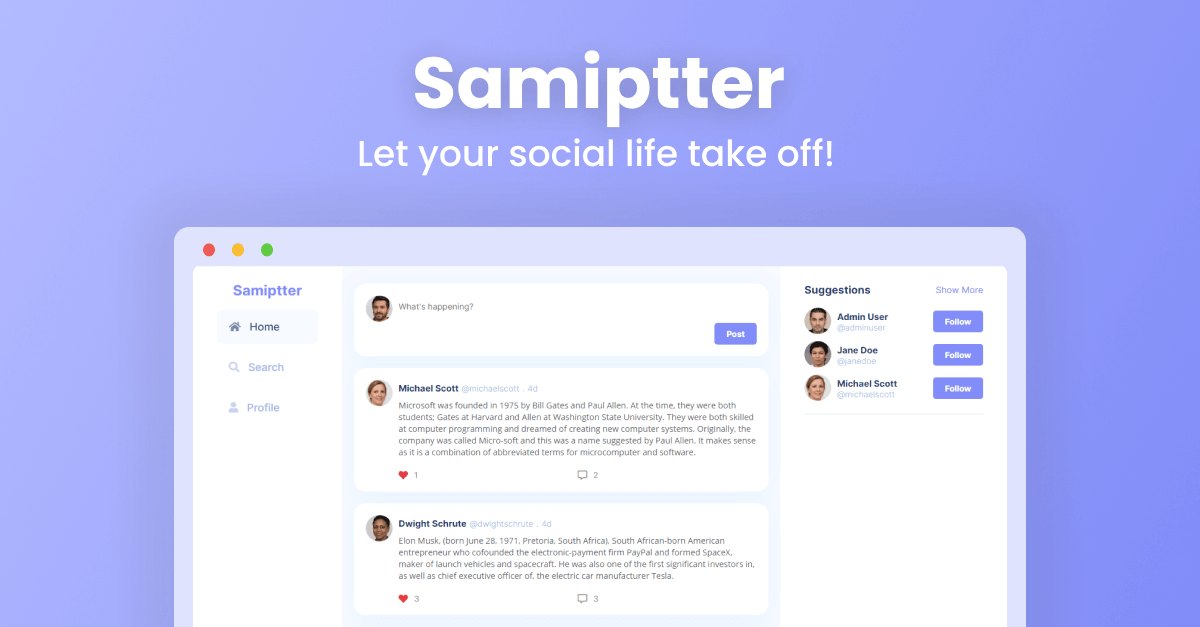 Samiptter
Let your social life take off!
Samiptter
Home
Search
Profile
What's happening?
Post
Michael Scott @michaelscott . 4d
Microsoft was founded in 1975 by Bill Gates and Paul Allen. At the time, they were both
students; Gates at Harvard and Allen at Washington State University. They were both skilled
at computer programming and dreamed of creating new computer systems. Originally, the
company was called Micro-soft and this was a name suggested by Paul Allen. It makes sense
as it is a combination of abbreviated terms for microcomputer and software.
1 2
Dwight Schrute @dwightschrute . 4d
Elon Musk, (born June 28, 1971, Pretoria, South Africa), South African-born American
entrepreneur who cofounded the electronic-payment firm PayPal and formed SpaceX,
maker of launch vehicles and spacecraft. He was also one of the first significant investors in,
as well as chief executive officer of, the electric car manufacturer Tesla.
3 3
Suggestions Show More
Admin User
@adminuser
Follow
Jane Doe
@janedoe
Follow
Michael Scott
@michaelscott
Follow